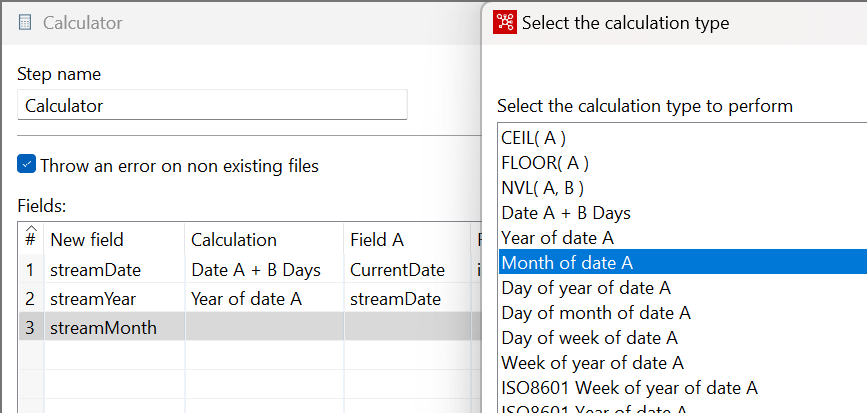 Calculator
Step name
Calculator
Throw an error on non existing files
Fields:
# New field Calculation Field A
1 streamDate Date A + B Days CurrentDate
2 streamYear Year of date A streamDate
3 streamMonth
Select the calculation type
Select the calculation type to perform
CEIL( A )
FLOOR( A )
NVL( A, B )
Date A + B Days
Year of date A
Month of date A
Day of year of date A
Day of month of date A
Day of week of date A
Week of year of date A
ISO8601 Week of year of date A
ISO8601 Year of date A